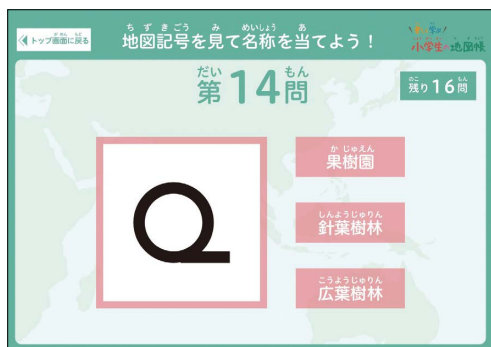 トップ画面に戻る
地図記号を見て名称を当てよう！
小学生の地図帳
第14問
残り16問
果樹園
針葉樹林
広葉樹林